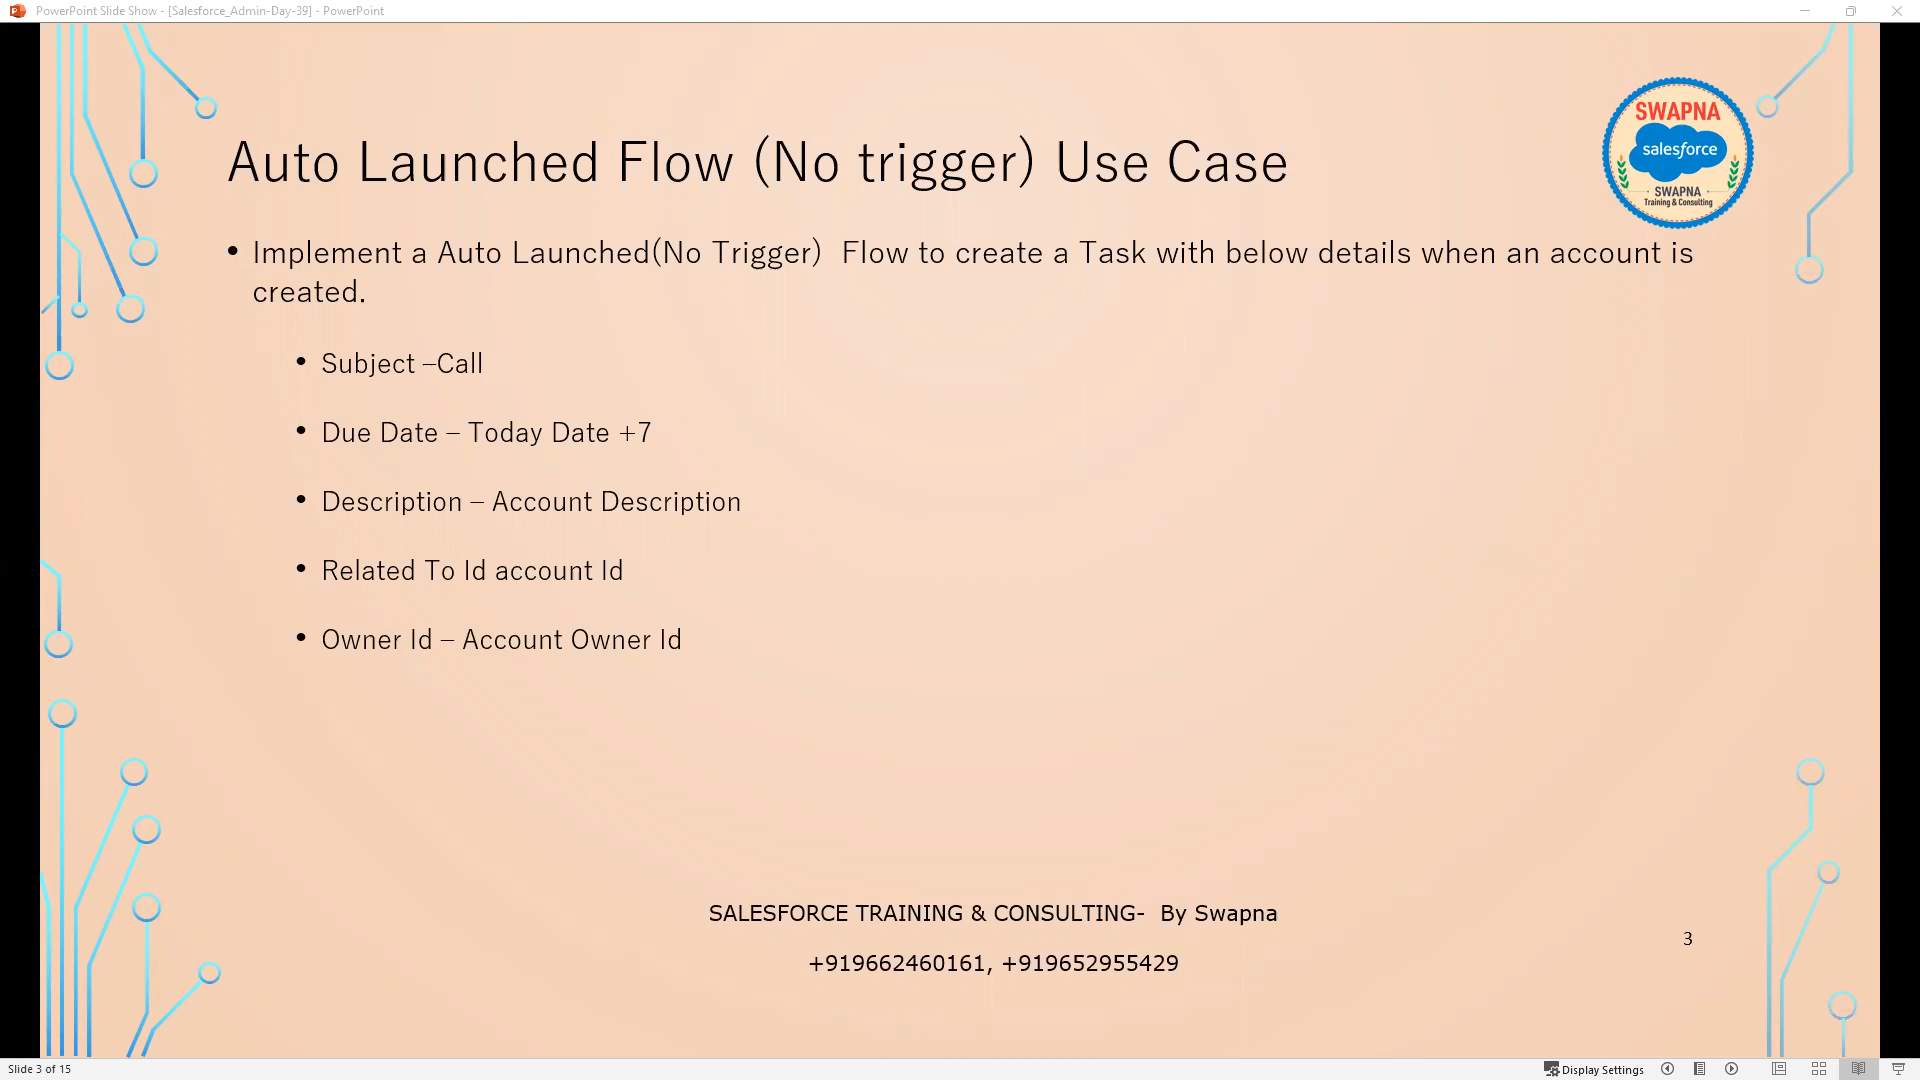 PowerPoint Slide Show - [Salesforce_Admin-Day-39] - PowerPoint
SWAPNA
salesforce
SWAPNA
Training & Consulting
Auto Launched Flow (No trigger) Use Case
• Implement a Auto Launched(No Trigger) Flow to create a Task with below details when an account is
created.
• Subject –Call
• Due Date – Today Date +7
• Description – Account Description
• Related To Id account Id
• Owner Id – Account Owner Id
SALESFORCE TRAINING & CONSULTING- By Swapna
3
+919662460161, +919652955429
Slide 3 of 15
Display Settings